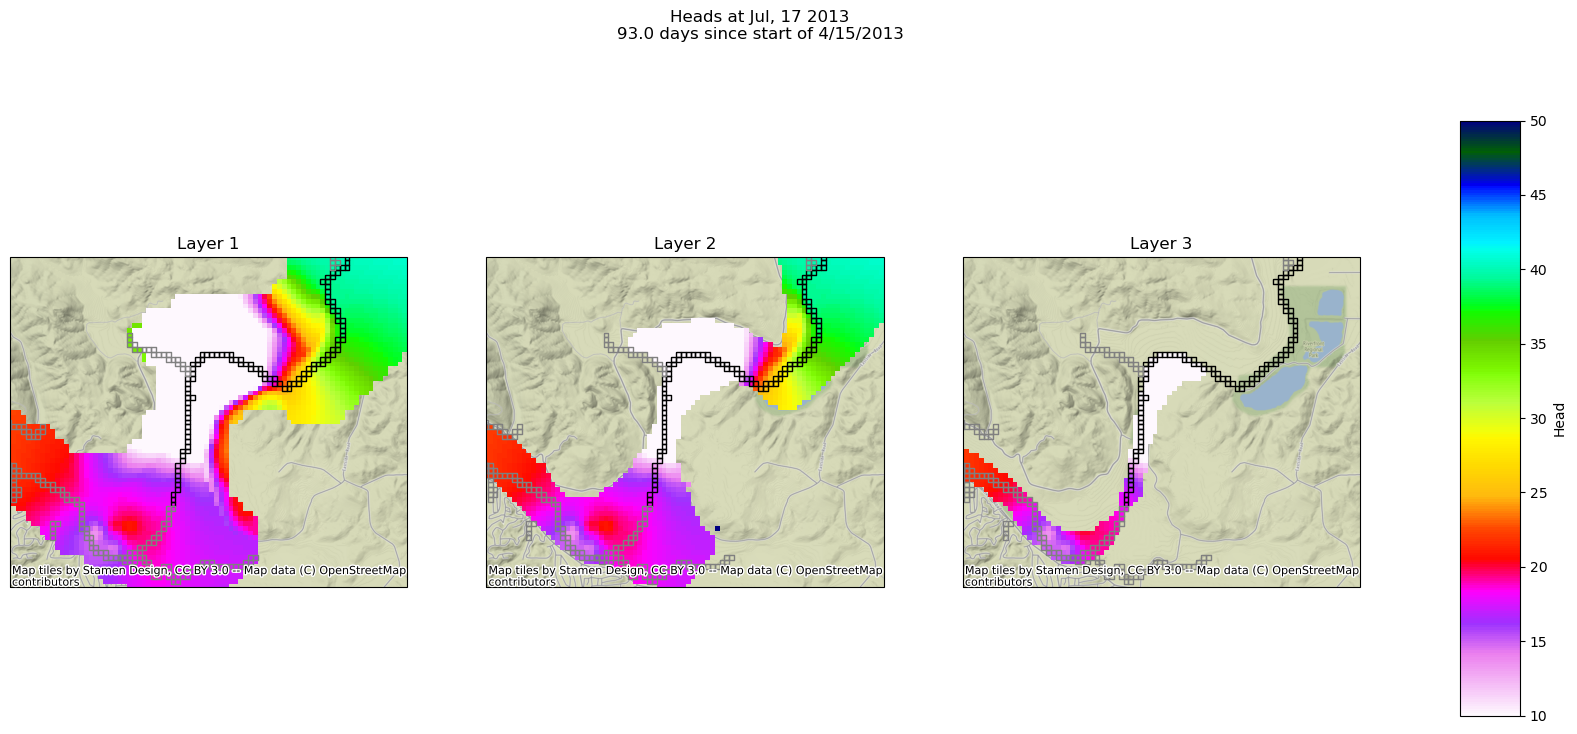 Heads at Jul, 17 2013
93.0 days since start of 4/15/2013
Layer 1
Layer 2
Layer 3
Map tiles by Stamen Design, CC BY 3.0 -- Map data (C) OpenStreetMap
contributors
Map tiles by Stamen Design, CC BY 3.0 -- Map data (C) OpenStreetMap
contributors
Map tiles by Stamen Design, CC BY 3.0 -- Map data (C) OpenStreetMap
contributors
50
45
40
35
30
25
20
15
10
Head